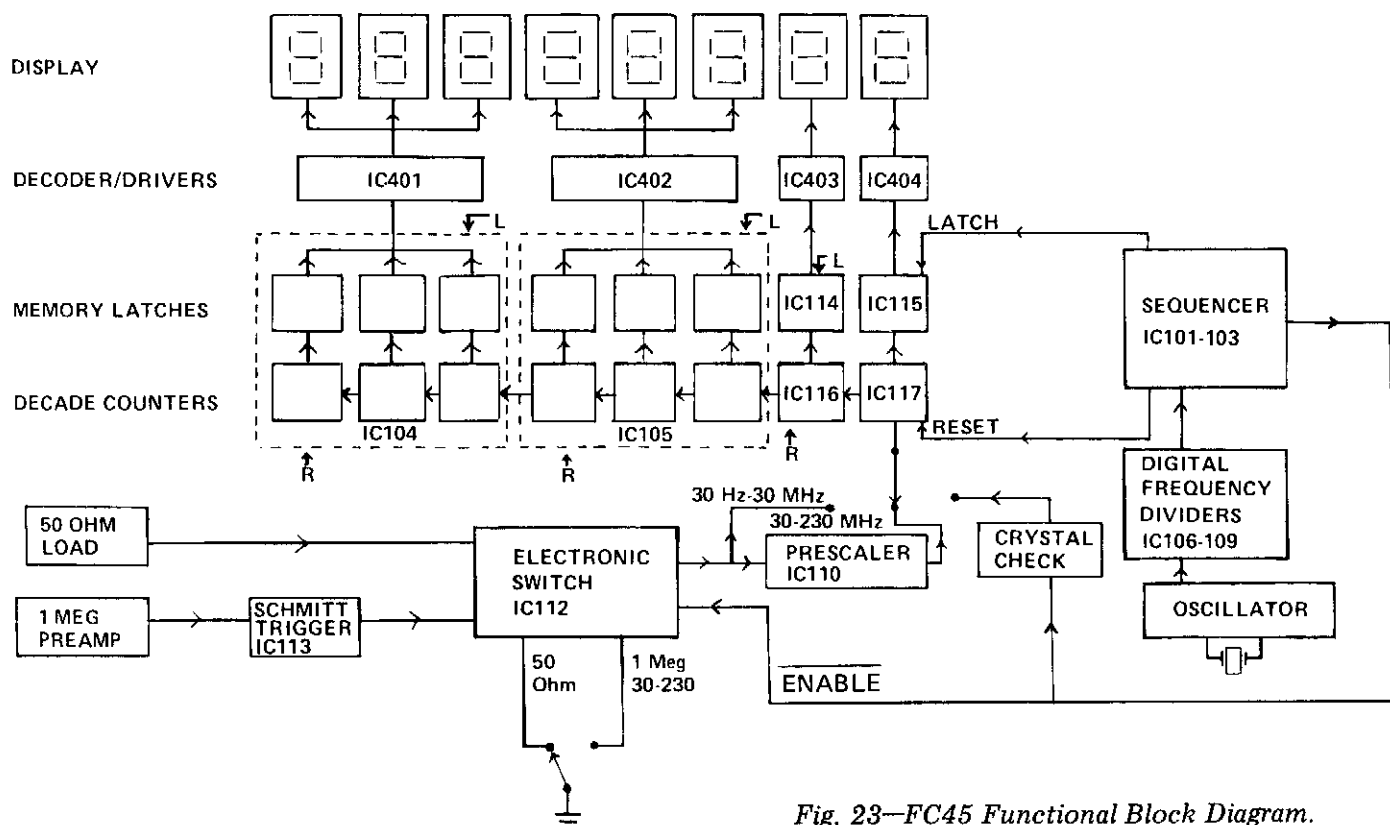 DISPLAY
DECODER/DRIVERS
IC401
IC402
IC403
IC404
L
L
L
LATCH
MEMORY LATCHES
IC114
IC115
SEQUENCER
IC101-103
DECADE COUNTERS
IC104
IC105
IC116
IC117
RESET
R
R
R
DIGITAL
FREQUENCY
DIVIDERS
IC106-109
OSCILLATOR
50 OHM
LOAD
1 MEG
PREAMP
SCHMITT
TRIGGER
IC113
ELECTRONIC
SWITCH
IC112
30 Hz-30 MHz
30-230 MHz
PRESCALER
IC110
CRYSTAL
CHECK
50
Ohm
1 Meg
30-230
ENABLE
Fig. 23—FC45 Functional Block Diagram.